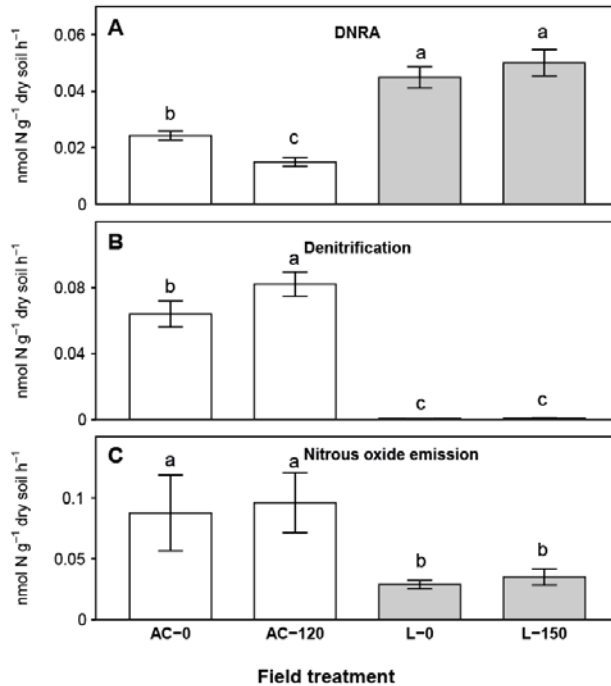 A
DNRA
nmol N g⁻¹ dry soil h⁻¹
0.06
0.04
0.02
0
b
c
a
a
B
Denitrification
nmol N g⁻¹ dry soil h⁻¹
0.08
0.04
0
b
a
c
c
C
Nitrous oxide emission
nmol N g⁻¹ dry soil h⁻¹
0.1
0.05
0
a
a
b
b
AC−0 AC−120 L−0 L−150
Field treatment